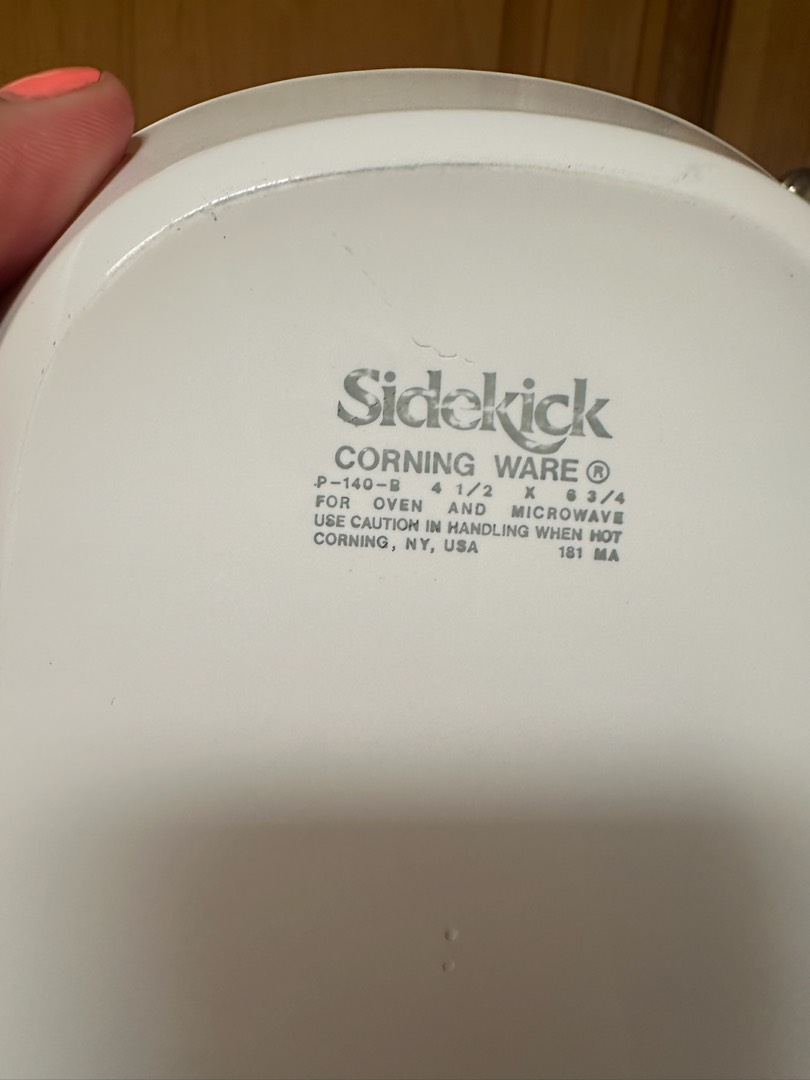 Sidekick
CORNING WARE ®
P-140-B 4 1/2 X 6 3/4
FOR OVEN AND MICROWAVE
USE CAUTION IN HANDLING WHEN HOT
CORNING, NY, USA 181 MA